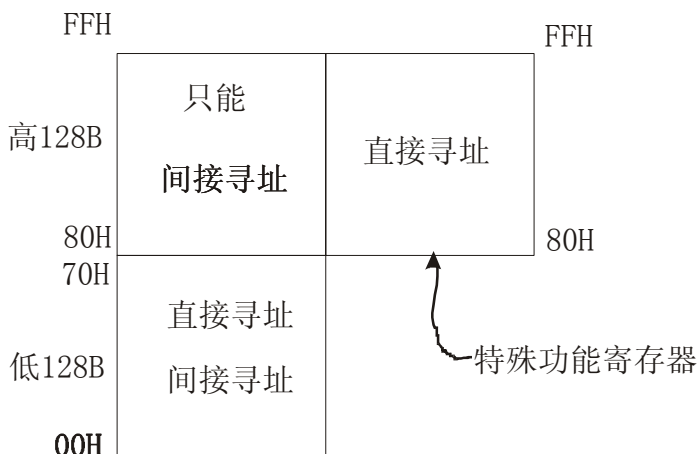 FFH
FFH
只能
高128B
直接寻址
间接寻址
80H
80H
70H
直接寻址
低128B
间接寻址
特殊功能寄存器
00H